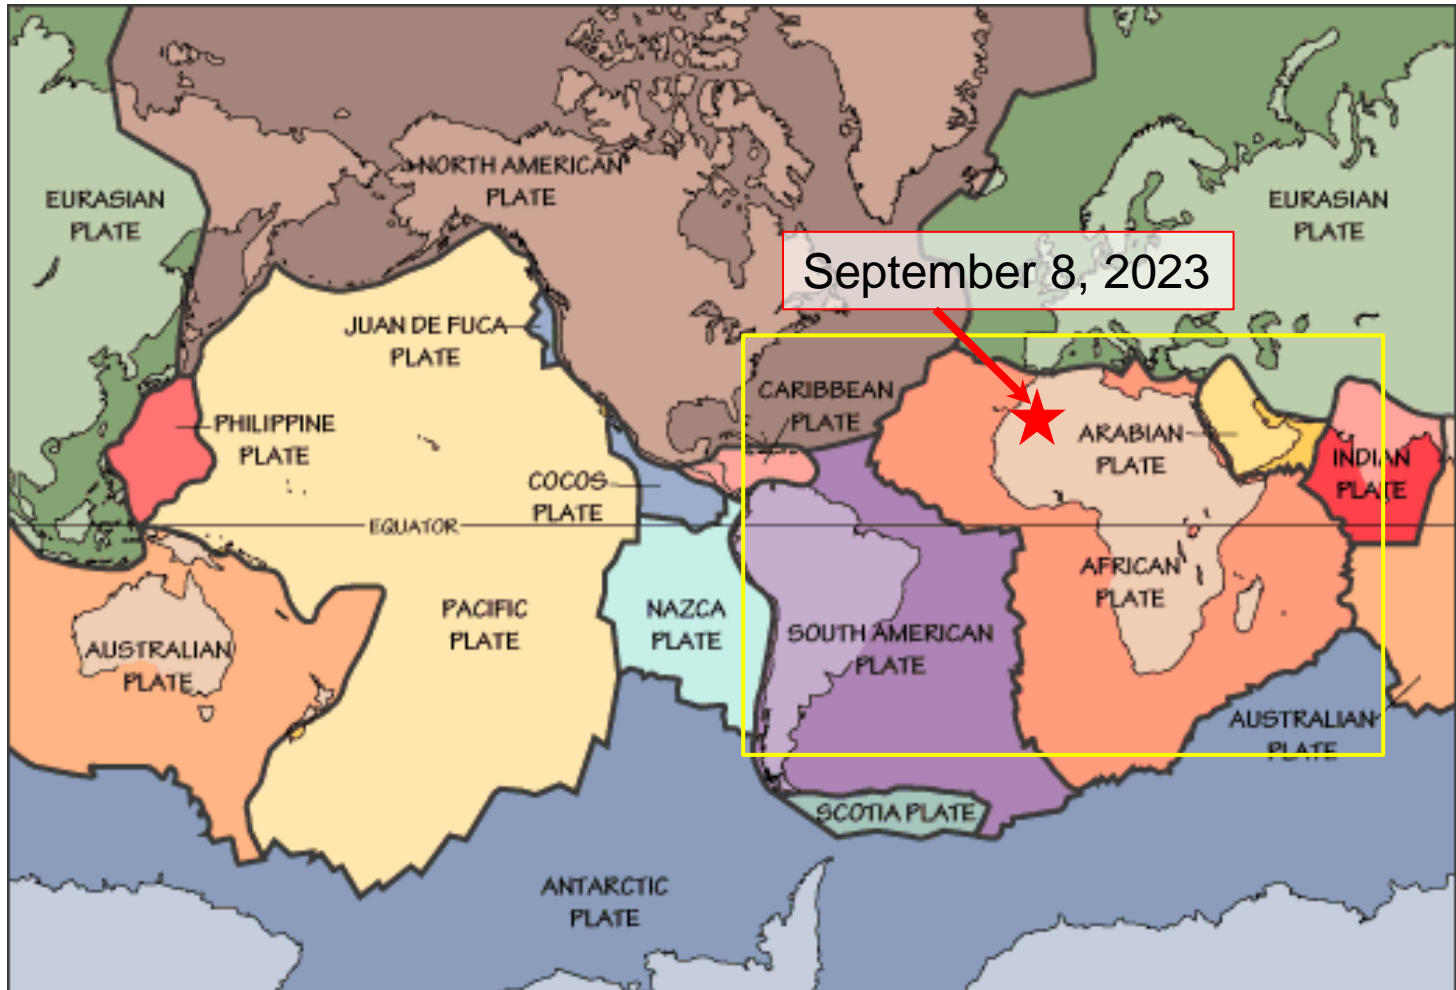 NORTH AMERICAN
PLATE
EURASIAN
PLATE
EURASIAN
PLATE
September 8, 2023
JUAN DE FUCA
PLATE
CARIBBEAN
PLATE
PHILIPPINE
PLATE
ARABIAN
PLATE
INDIAN
PLATE
COCOS
PLATE
EQUATOR
AFRICAN
PLATE
PACIFIC
PLATE
NAZCA
PLATE
SOUTH AMERICAN
PLATE
AUSTRALIAN
PLATE
AUSTRALIAN
PLATE
SCOTIA PLATE
ANTARCTIC
PLATE